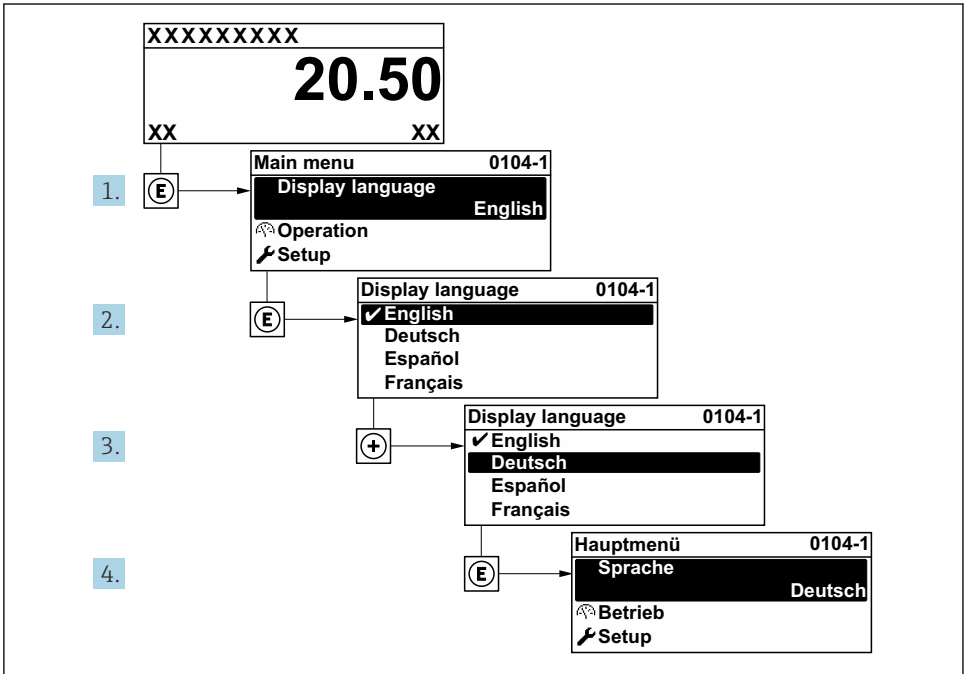 XXXXXXXXX
20.50
XX XX
1. E
Main menu 0104-1
Display language
English
Operation
Setup
2. E
Display language 0104-1
✔English
Deutsch
Español
Français
3. +
Display language 0104-1
✔English
Deutsch
Español
Français
4. E
Hauptmenü 0104-1
Sprache
Deutsch
Betrieb
Setup